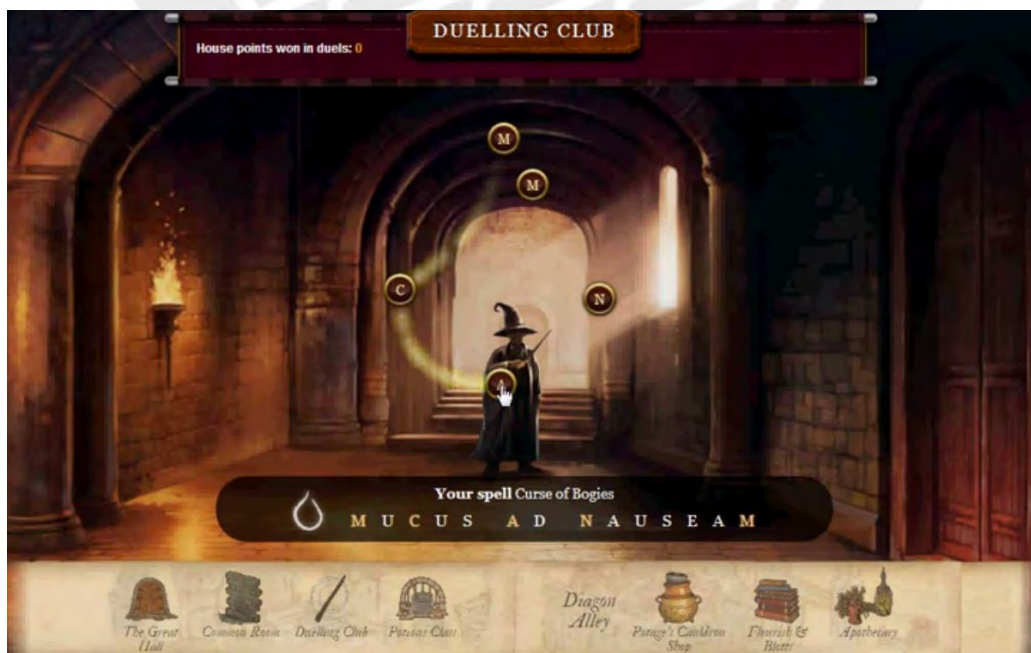 DUELLING CLUB
House points won in duels: 0
M
M
C
N
A
Your spell Curse of Bogies
MUCUS AD NAUSEAM
The Great Hall
Common Room
Duelling Club
Potions Class
Diagon Alley
Potage's Cauldron Shop
Flourish & Blotts
Apothecary